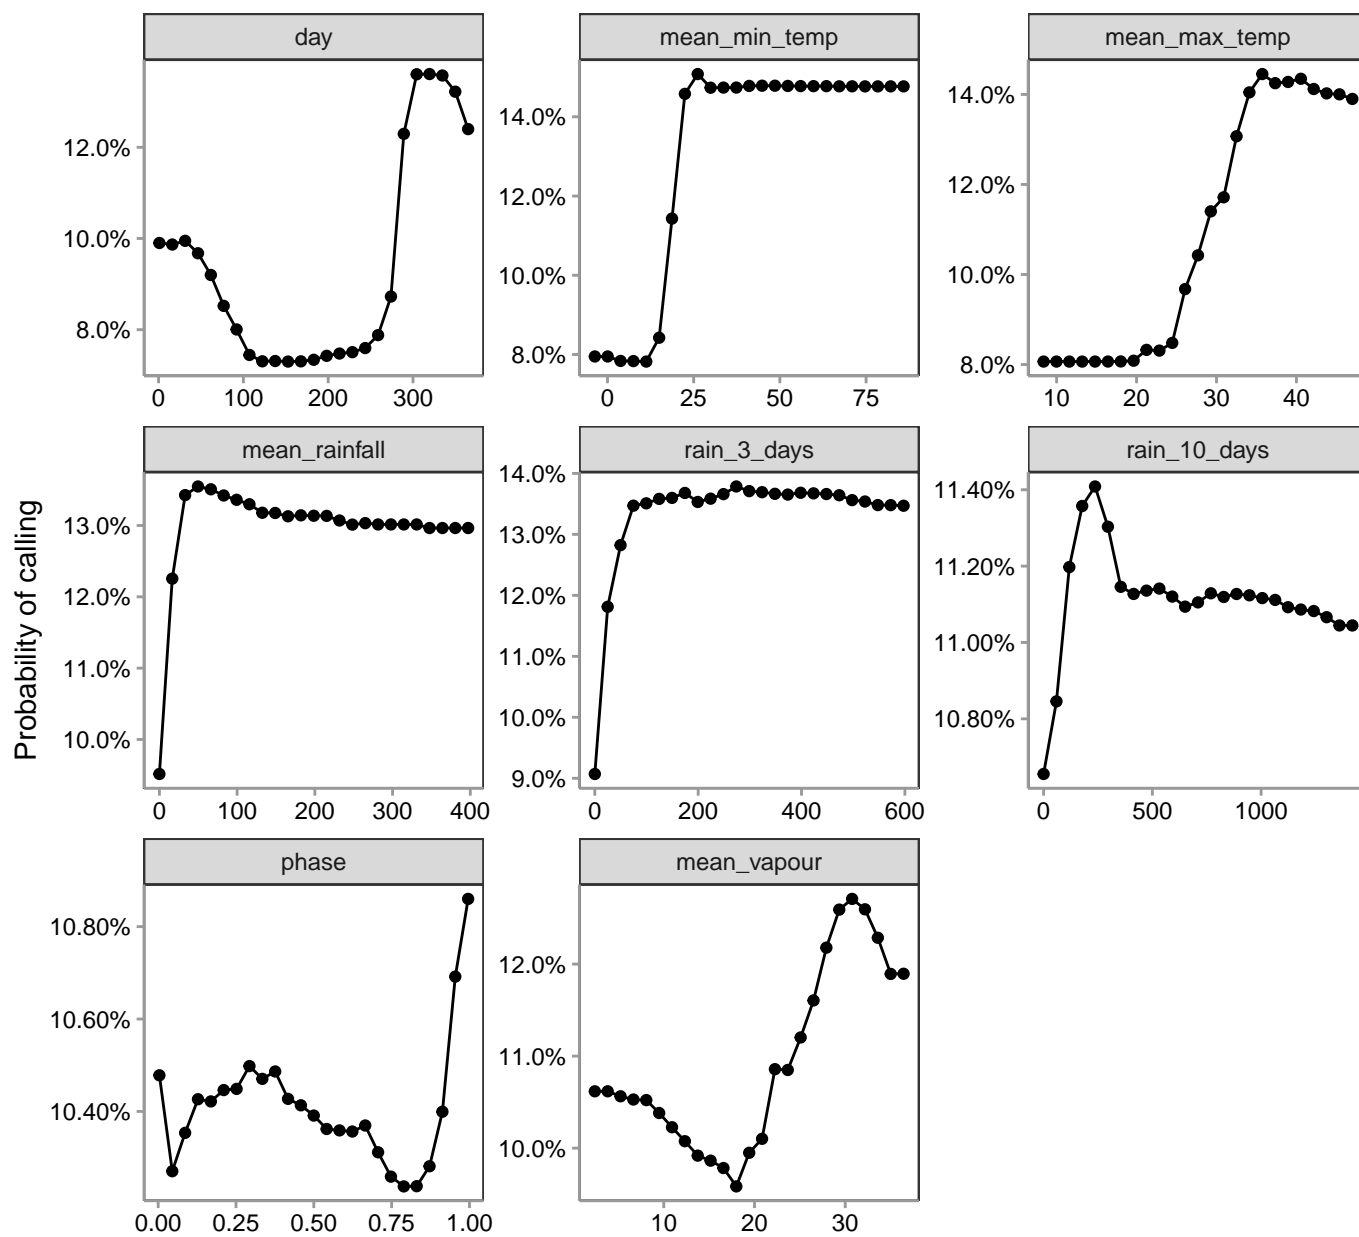 day
mean_min_temp
mean_max_temp
12.0%
10.0%
8.0%
14.0%
12.0%
10.0%
8.0%
14.0%
12.0%
10.0%
8.0%
0 100 200 300
0 25 50 75
10 20 30 40
mean_rainfall
rain_3_days
rain_10_days
Probability of calling
13.0%
12.0%
11.0%
10.0%
14.0%
13.0%
12.0%
11.0%
10.0%
9.0%
11.40%
11.20%
11.00%
10.80%
0 100 200 300 400
0 200 400 600
0 500 1000
phase
mean_vapour
10.80%
10.60%
10.40%
12.0%
11.0%
10.0%
0.00 0.25 0.50 0.75 1.00
10 20 30